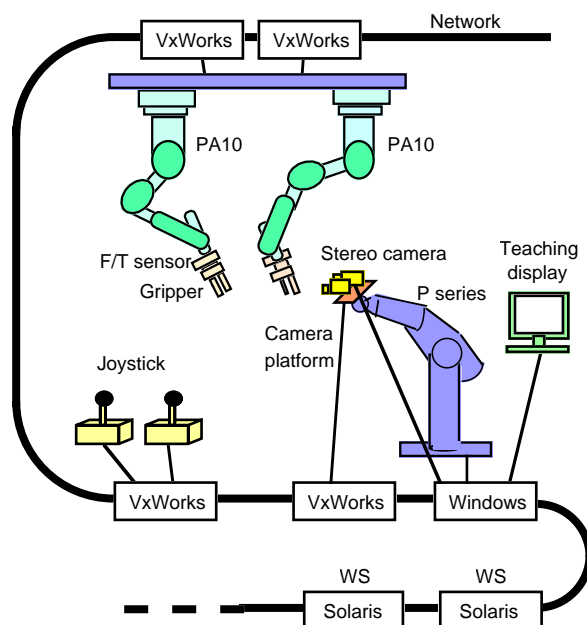 Network
VxWorks
VxWorks
PA10
PA10
F/T sensor
Gripper
Stereo camera
P series
Teaching
display
Camera
platform
Joystick
VxWorks
VxWorks
Windows
WS
WS
Solaris
Solaris